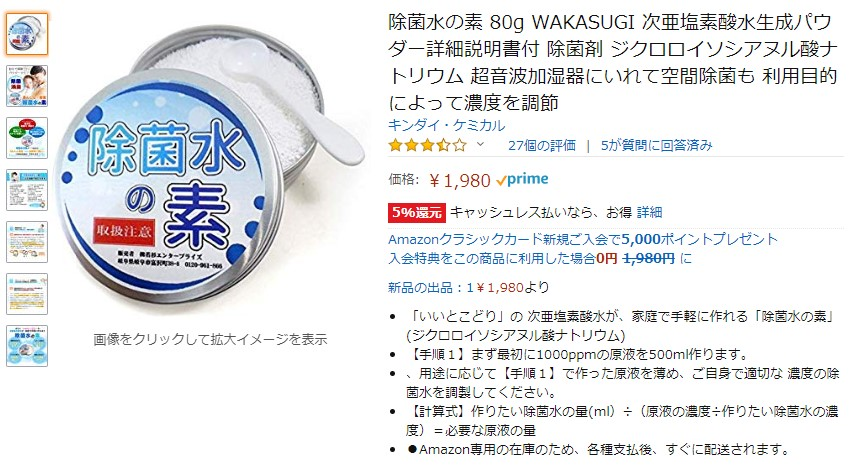 除菌水の素 80g WAKASUGI 次亜塩素酸水生成パウ
ダー詳細説明書付 除菌剤 ジクロロイソシアヌル酸ナ
トリウム 超音波加湿器にいれて空間除菌も 利用目的
によって濃度を調節
キンダイ・ケミカル
27個の評価 | 5が質問に回答済み
価格: ￥1,980 prime
5%還元 キャッシュレス払いなら、お得 詳細
Amazonクラシックカード新規ご入会で5,000ポイントプレゼント
入会特典をこの商品に利用した場合0円 1,980円 に
新品の出品：1￥1,980より
• 「いいとこどり」の 次亜塩素酸水が、家庭で手軽に作れる「除菌水の素」
(ジクロロイソシアヌル酸ナトリウム)
• 【手順１】まず最初に1000ppmの原液を500ml作ります。
• 、用途に応じて【手順１】で作った原液を薄め、ご自身で適切な 濃度の除
菌水を調製してください。
• 【計算式】作りたい除菌水の量(ml）÷（原液の濃度÷作りたい除菌水の濃
度）＝必要な原液の量
• ●Amazon専用の在庫のため、各種支払後、すぐに配送されます。
除菌水
の素
取扱注意
販売者 ㈱若杉エンタープライズ
0120-961-866
画像をクリックして拡大イメージを表示